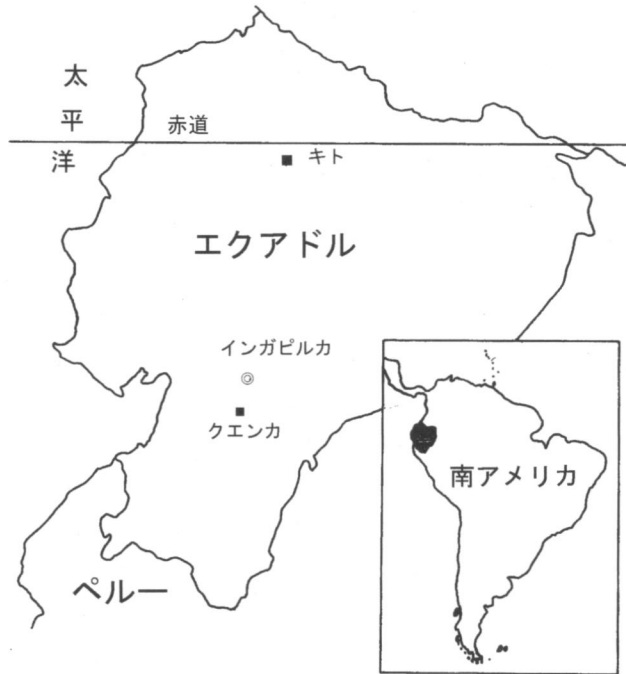 太平洋
赤道
キト
エクアドル
インガピルカ
クエンカ
南アメリカ
ペルー